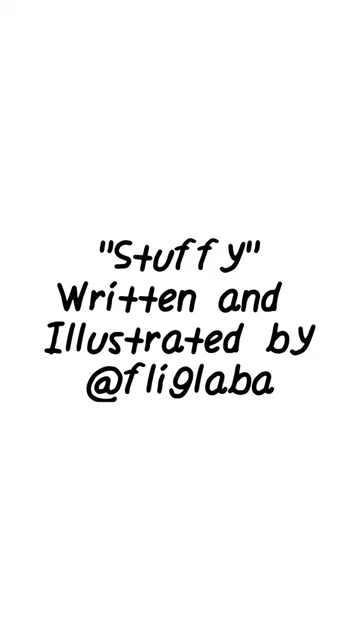 "Stuffy"
Written and
Illustrated by
@fliglaba